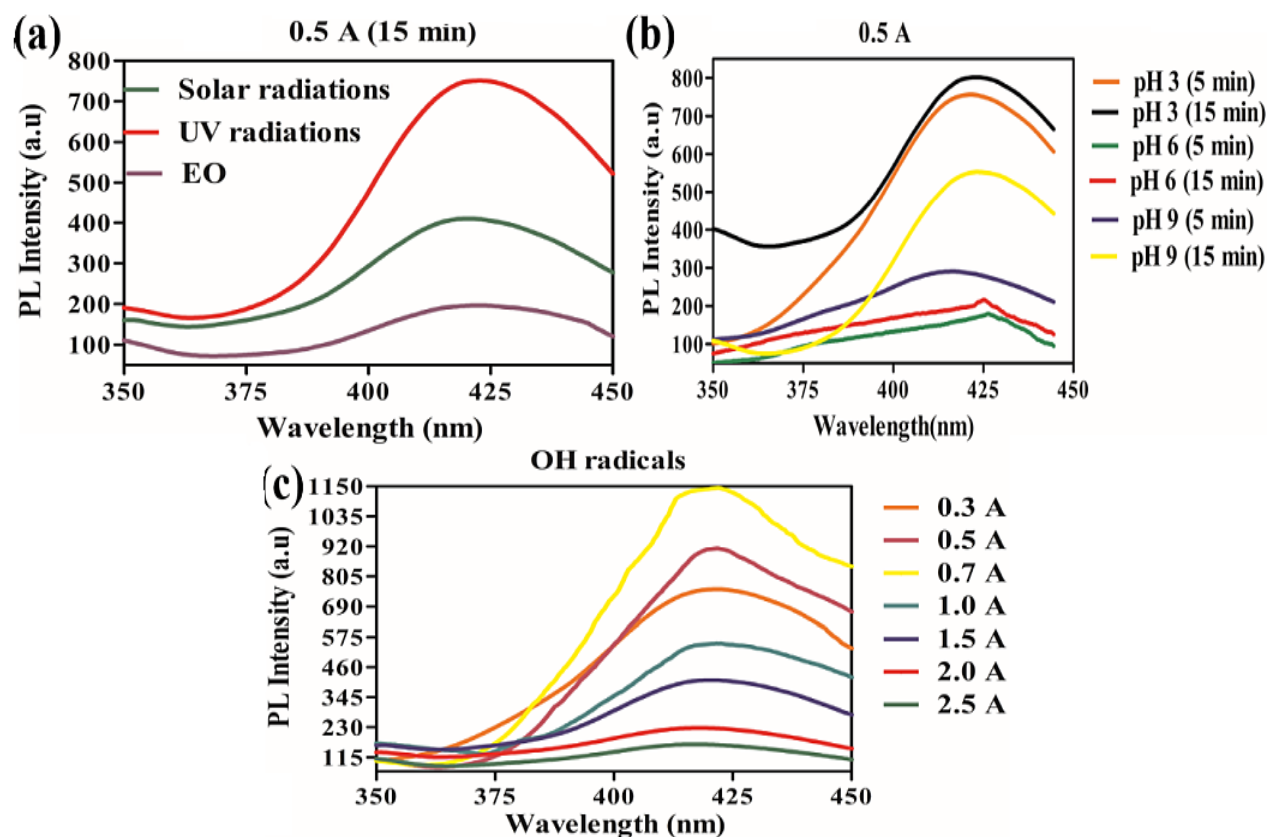 (a)
0.5 A (15 min)
PL Intensity (a.u)
800
700
600
500
400
300
200
100
Solar radiations
UV radiations
EO
350
375
400
425
450
Wavelength (nm)
(b)
0.5 A
PL Intensity (a.u)
800
700
600
500
400
300
200
100
350
375
400
425
450
Wavelength(nm)
pH 3 (5 min)
pH 3 (15 min)
pH 6 (5 min)
pH 6 (15 min)
pH 9 (5 min)
pH 9 (15 min)
(c)
OH radicals
PL Intensity (a.u)
1150
1035
920
805
690
575
460
345
230
115
350
375
400
425
450
Wavelength (nm)
0.3 A
0.5 A
0.7 A
1.0 A
1.5 A
2.0 A
2.5 A